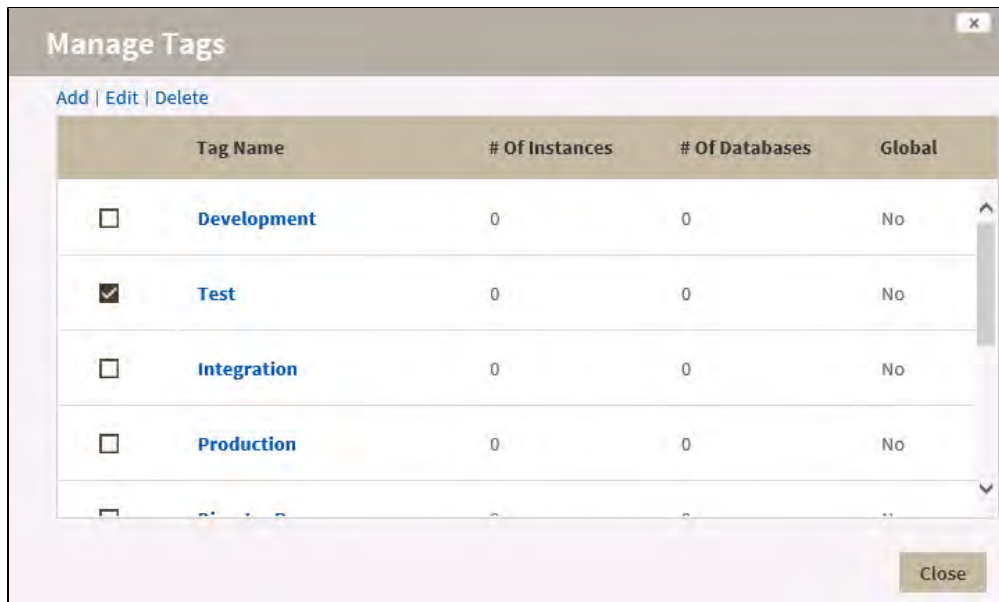 Manage Tags
x
Add | Edit | Delete
Tag Name # Of Instances # Of Databases Global
Development 0 0 No
Test 0 0 No
Integration 0 0 No
Production 0 0 No
Close